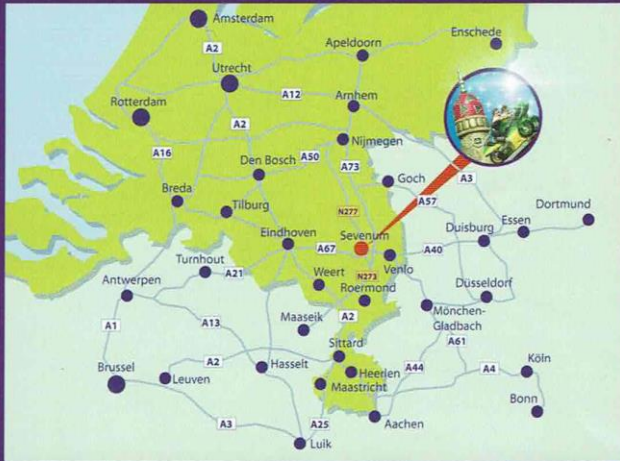 Amsterdam
Enschede
A2
Apeldoorn
Utrecht
A12
Rotterdam
Arnhem
A2
Nijmegen
A16
Den Bosch
A50
A73
A3
Goch
Breda
Tilburg
N277
A57
Dortmund
Essen
Eindhoven
Sevenum
Duisburg
A67
A40
Turnhout
Venlo
A21
Weert
N273
Antwerpen
Roermond
Düsseldorf
A1
A13
Maaseik
A2
Mönchen-
Gladbach
A61
Sittard
Brussel
A2
Hasselt
Heerlen
A44
A4
Köln
Leuven
Maastricht
Bonn
A3
A25
Aachen
Luik